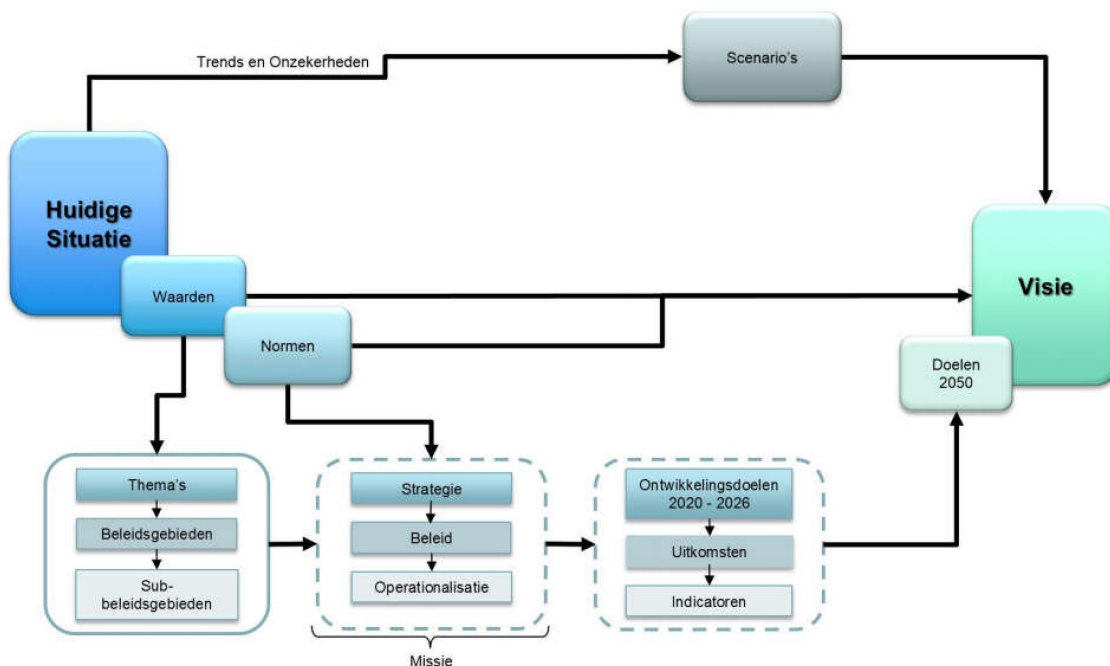 Trends en Onzekerheden
Scenario's
Huidige
Situatie
Waarden
Normen
Visie
Doelen
2050
Thema's
Beleidsgebieden
Sub-
beleidsgebieden
Strategie
Beleid
Operationalisatie
Missie
Ontwikkelingsdoelen
2020 - 2026
Uitkomsten
Indicatoren